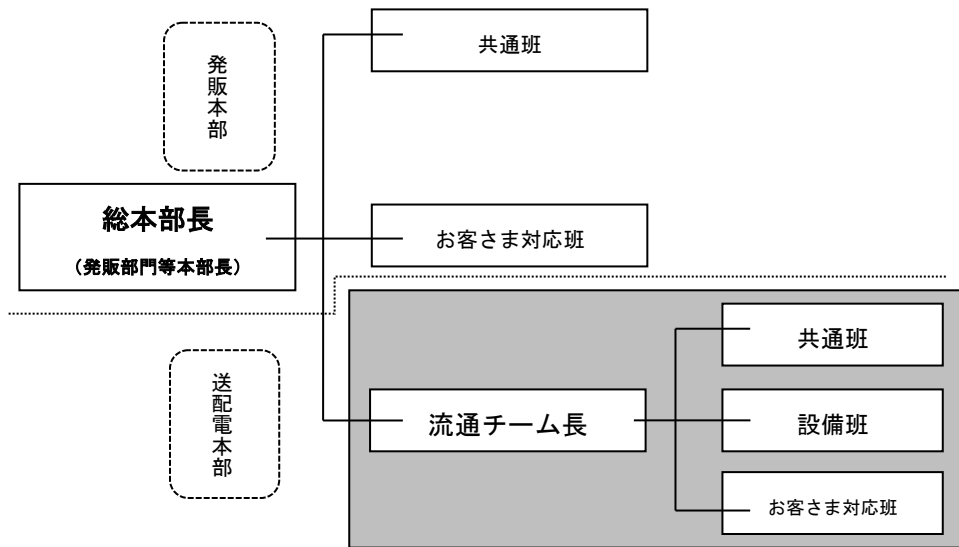 発販本部
共通班
総本部長
（発販部門等本部長）
お客さま対応班
送配電本部
流通チーム長
共通班
設備班
お客さま対応班